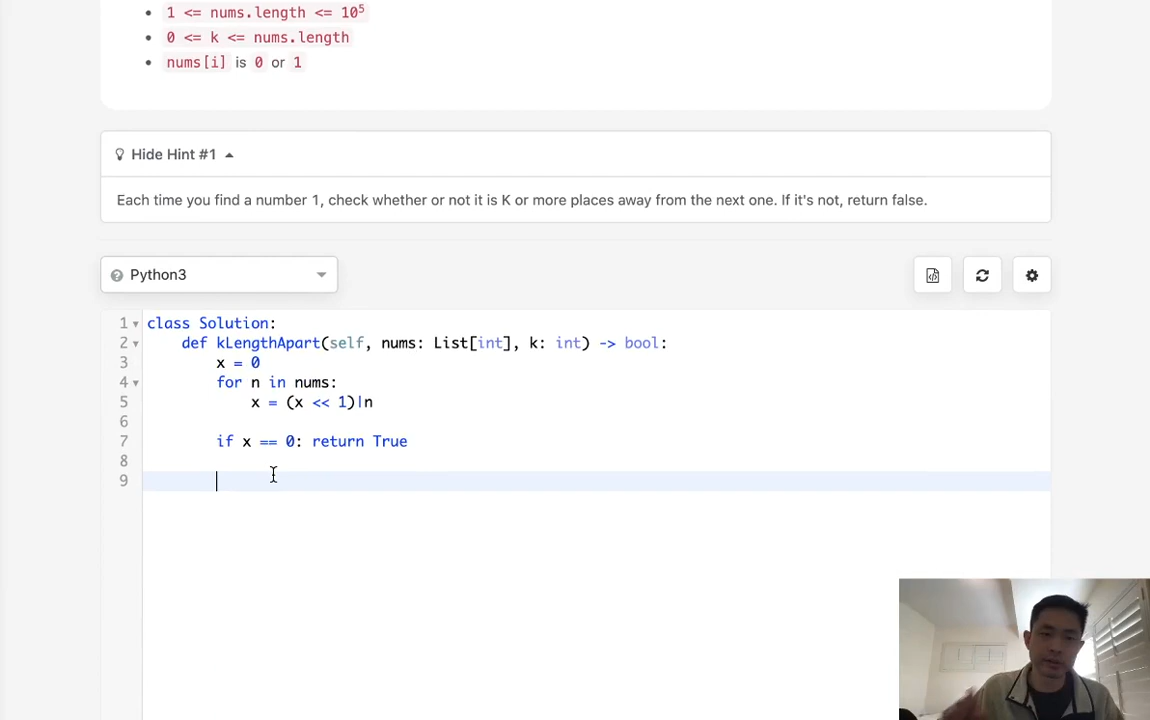 1 <= nums.length <= 10⁵
0 <= k <= nums.length
nums[i] is 0 or 1
Hide Hint #1
Each time you find a number 1, check whether or not it is K or more places away from the next one. If it's not, return false.
Python3
1 class Solution:
2 def kLengthApart(self, nums: List[int], k: int) -> bool:
3 x = 0
4 for n in nums:
5 x = (x << 1)|n
6
7 if x == 0: return True
8
9